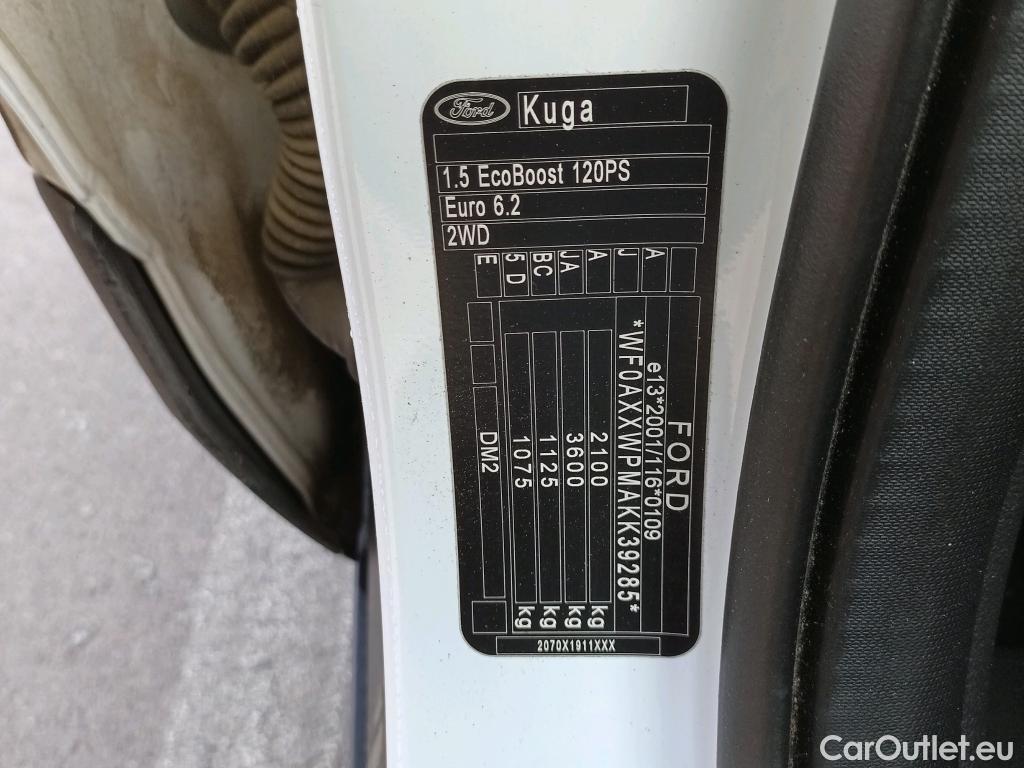 Ford Kuga
1.5 EcoBoost 120PS
Euro 6.2
2WD
E 5 D BC JA A J A
FORD
e13*2001/116*0109
*WF0AXXWPMAKK39285*
2100 kg
3600 kg
1125 kg
1075 kg
DM2
2070X1911XXX
CarOutlet.eu